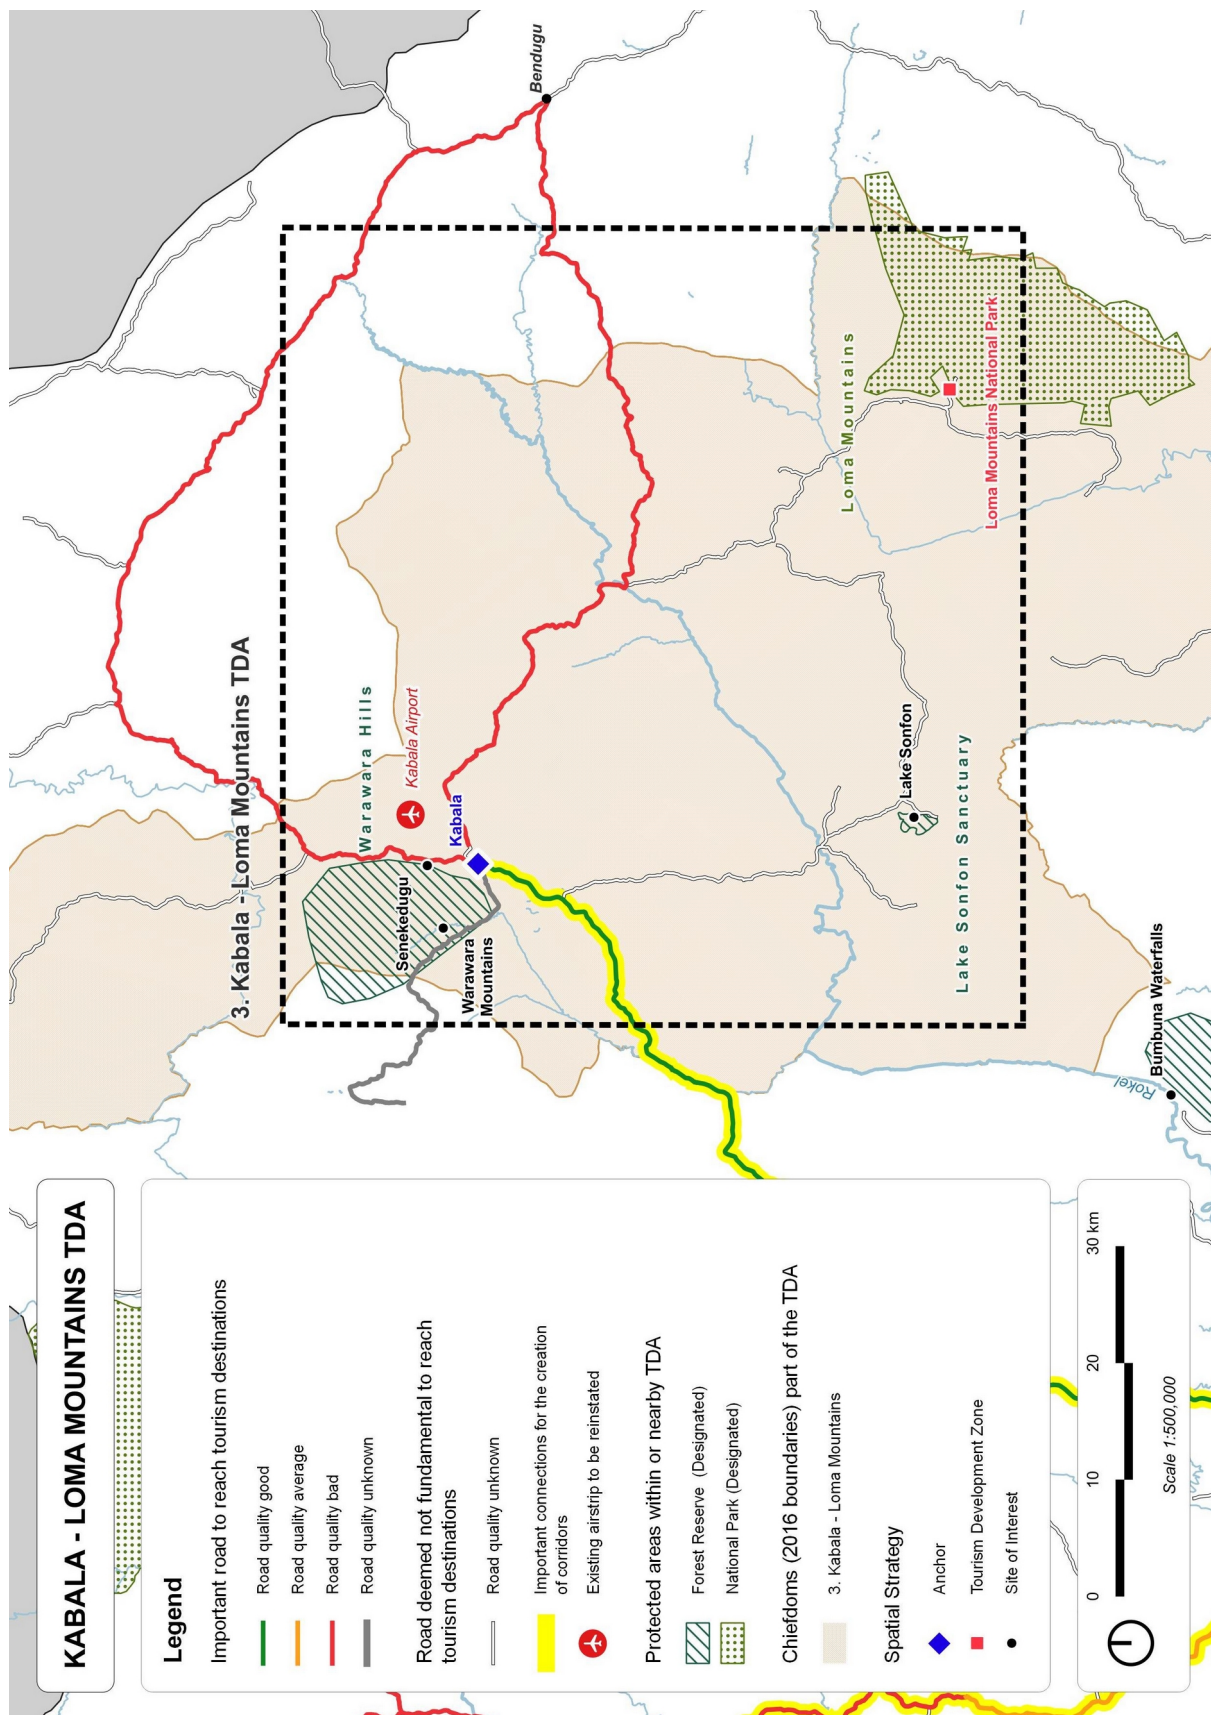 KABALA - LOMA MOUNTAINS TDA
Legend
Important road to reach tourism destinations
Road quality good
Road quality average
Road quality bad
Road quality unknown
Road deemed not fundamental to reach
tourism destinations
Road quality unknown
Important connections for the creation
of corridors
Existing airstrip to be reinstated
Protected areas within or nearby TDA
Forest Reserve (Designated)
National Park (Designated)
Chiefdoms (2016 boundaries) part of the TDA
3. Kabala - Loma Mountains
Spatial Strategy
Anchor
Tourism Development Zone
Site of Interest
0 10 20 30 km
Scale 1:500,000
3. Kabala - Loma Mountains TDA
Warawara Hills
Kabala Airport
Kabala
Senekedugu
Warawara
Mountains
Bendugu
Loma Mountains
Loma Mountains National Park
Lake Sonfon
Lake Sonfon Sanctuary
Bumbuna Waterfalls
Rokel